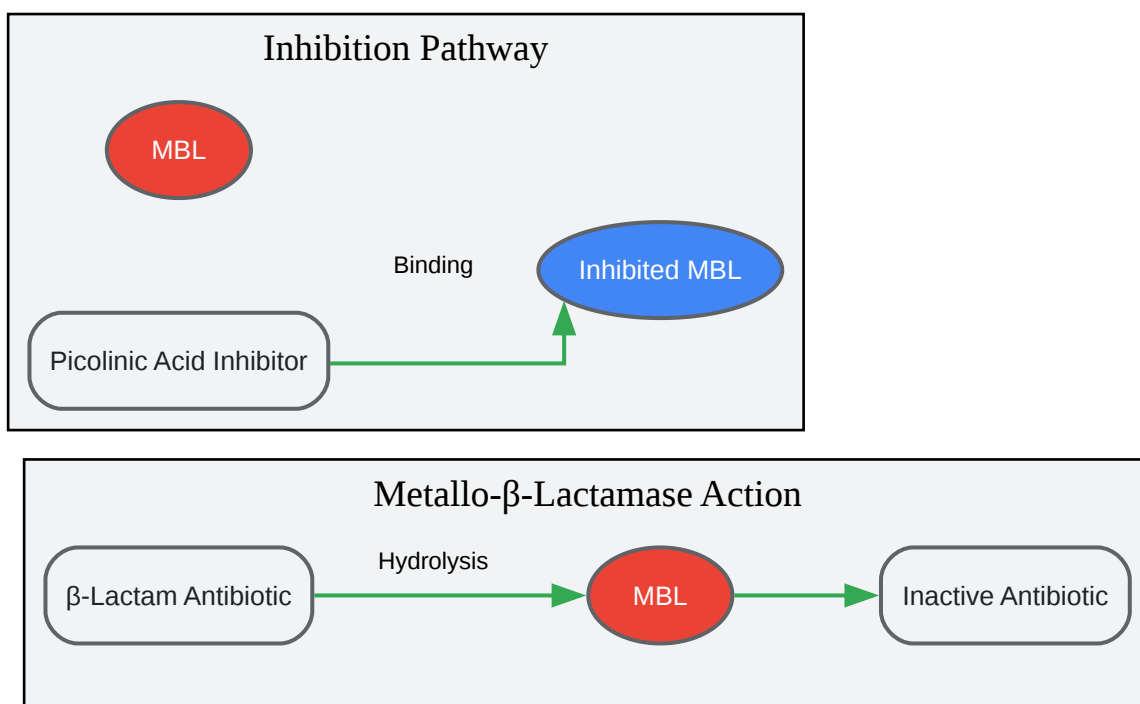 Inhibition Pathway
MBL
Binding
Inhibited MBL
Picolinic Acid Inhibitor
Metallo-β-Lactamase Action
Hydrolysis
β-Lactam Antibiotic
MBL
Inactive Antibiotic